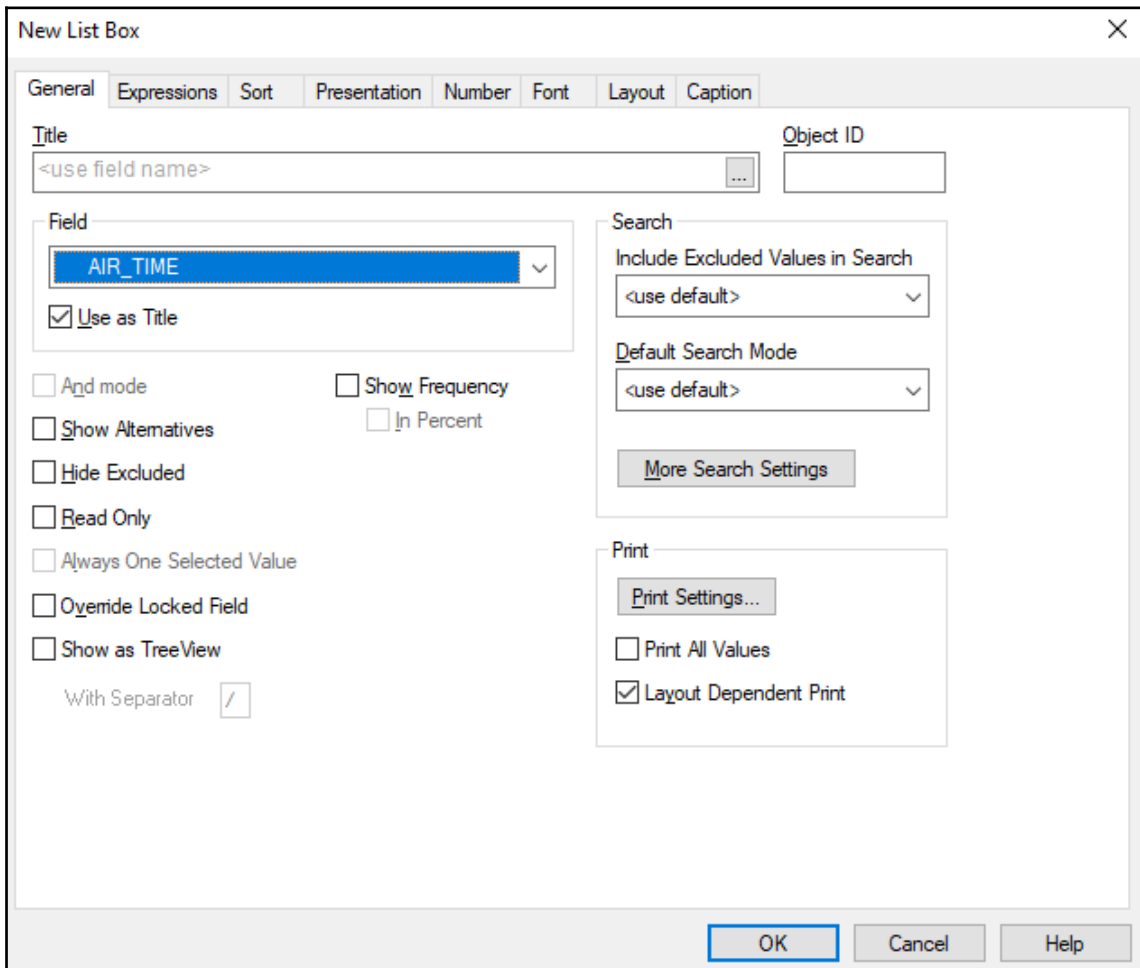 New List Box
General Expressions Sort Presentation Number Font Layout Caption
Title
Object ID
<use field name>
...
Field
AIR_TIME
Use as Title
Search
Include Excluded Values in Search
<use default>
Default Search Mode
<use default>
More Search Settings
And mode
Show Frequency
In Percent
Show Alternatives
Hide Excluded
Read Only
Always One Selected Value
Override Locked Field
Show as TreeView
With Separator /
Print
Print Settings...
Print All Values
Layout Dependent Print
OK Cancel Help